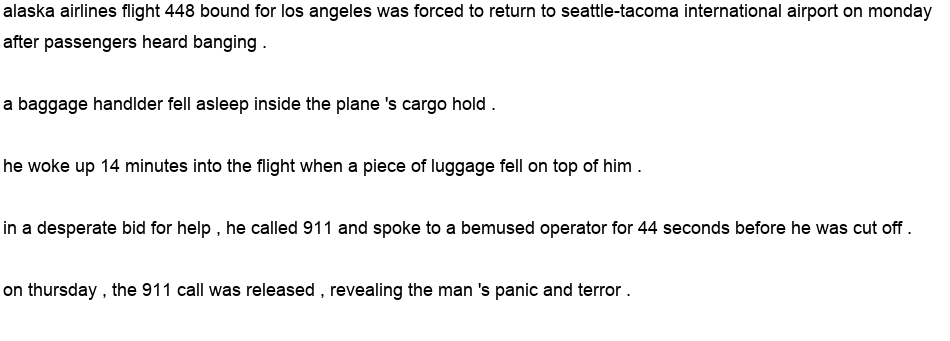 alaska airlines flight 448 bound for los angeles was forced to return to seattle-tacoma international airport on monday
after passengers heard banging .
a baggage handlder fell asleep inside the plane 's cargo hold .
he woke up 14 minutes into the flight when a piece of luggage fell on top of him .
in a desperate bid for help , he called 911 and spoke to a bemused operator for 44 seconds before he was cut off .
on thursday , the 911 call was released , revealing the man 's panic and terror .